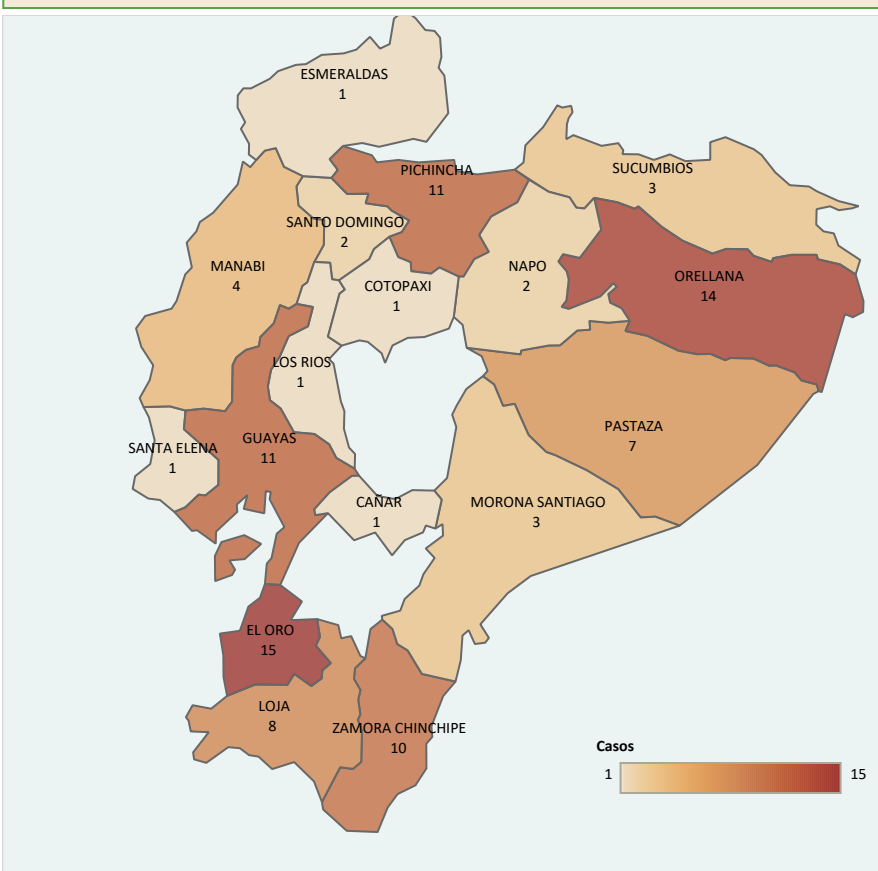 ESMERALDAS
1
PICHINCHA
11
SUCUMBIOS
3
SANTO DOMINGO
2
MANABI
4
COTOPAXI
1
NAPO
2
ORELLANA
14
LOS RIOS
1
SANTA ELENA
1
GUAYAS
11
PASTAZA
7
CAÑAR
1
MORONA SANTIAGO
3
EL ORO
15
LOJA
8
ZAMORA CHINCHIPE
10
Casos
1 15